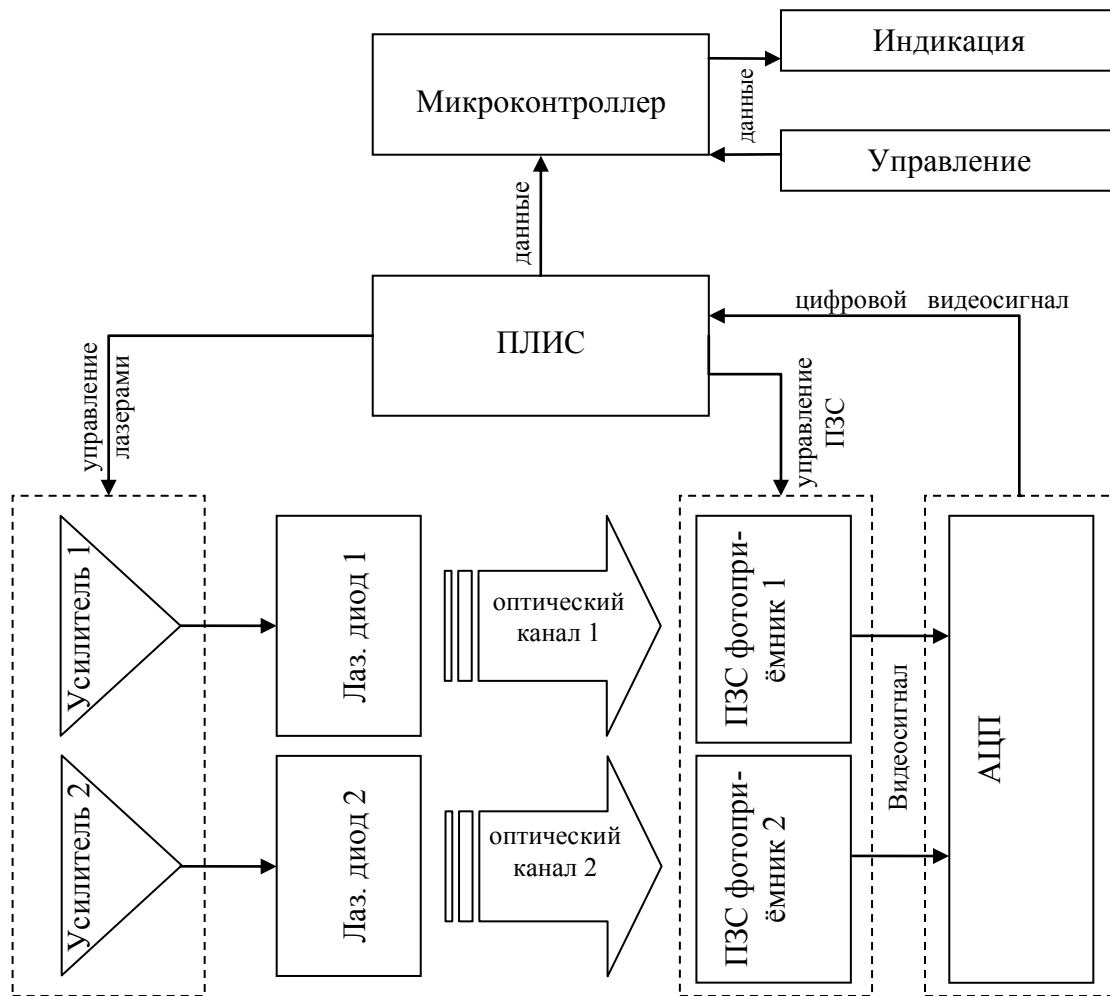 Индикация
Микроконтроллер
данные
Управление
данные
цифровой видеосигнал
ПЛИС
управление
лазерами
управление
ПЗС
Усилитель 1
Лаз. диод 1
оптический
канал 1
ПЗС фотопри-
ёмник 1
Видеосигнал
АЦП
Усилитель 2
Лаз. диод 2
оптический
канал 2
ПЗС фотопри-
ёмник 2